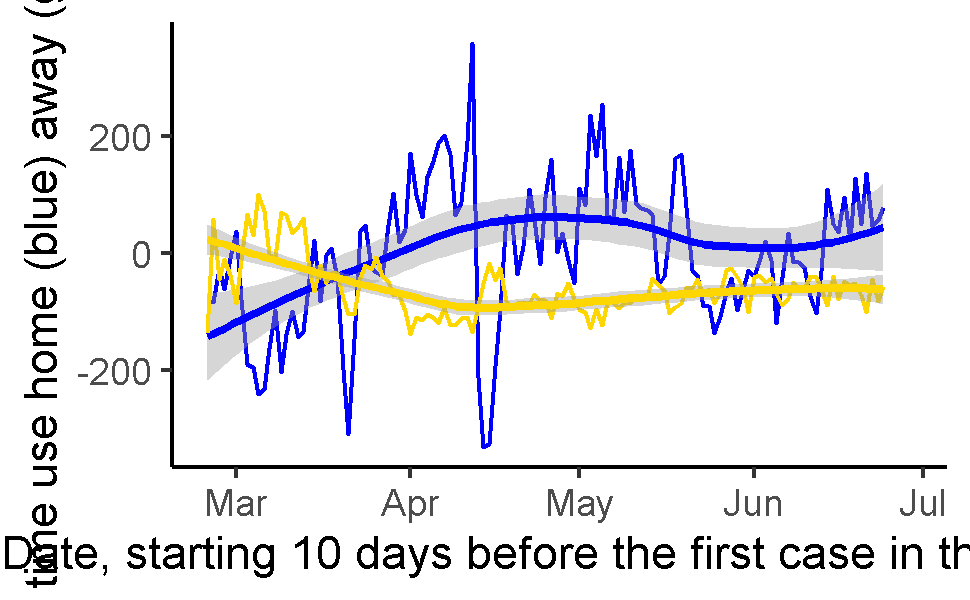 time use home (blue) away (
200
0
-200
Mar Apr May Jun Jul
Date, starting 10 days before the first case in th